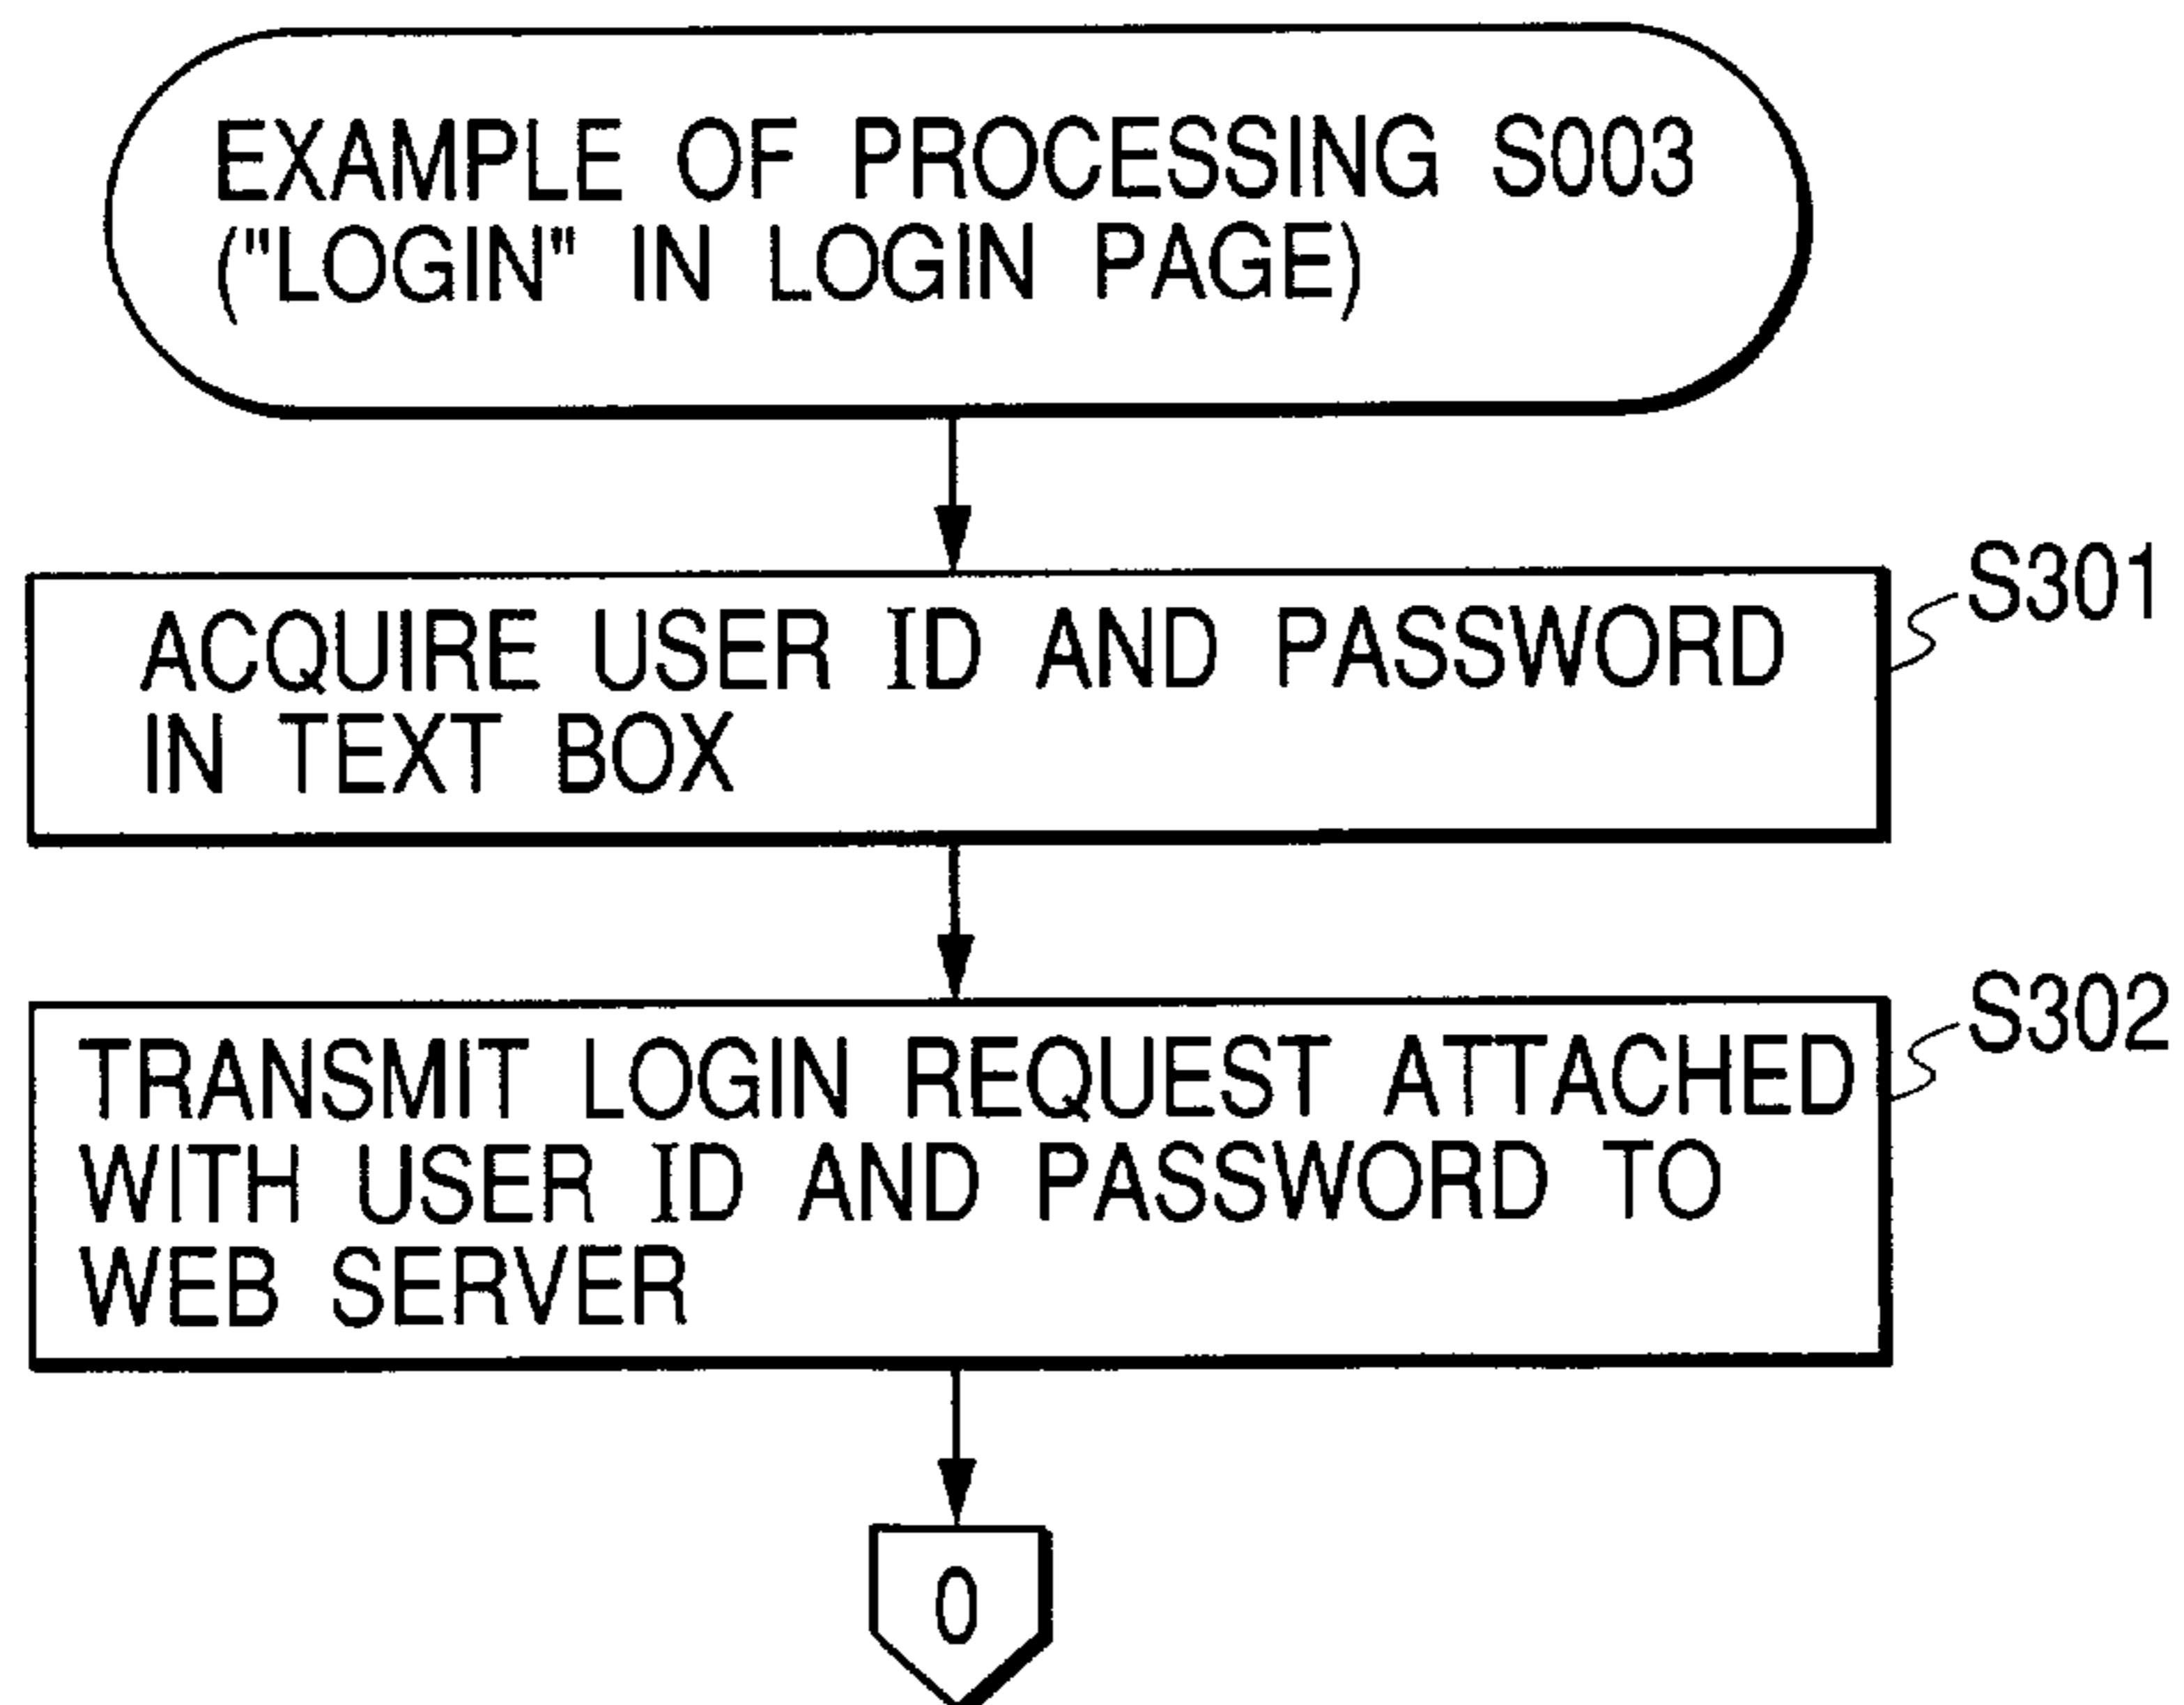 EXAMPLE OF PROCESSING S003
("LOGIN" IN LOGIN PAGE)
ACQUIRE USER ID AND PASSWORD
IN TEXT BOX
S301
TRANSMIT LOGIN REQUEST ATTACHED
WITH USER ID AND PASSWORD TO
WEB SERVER
S302
0